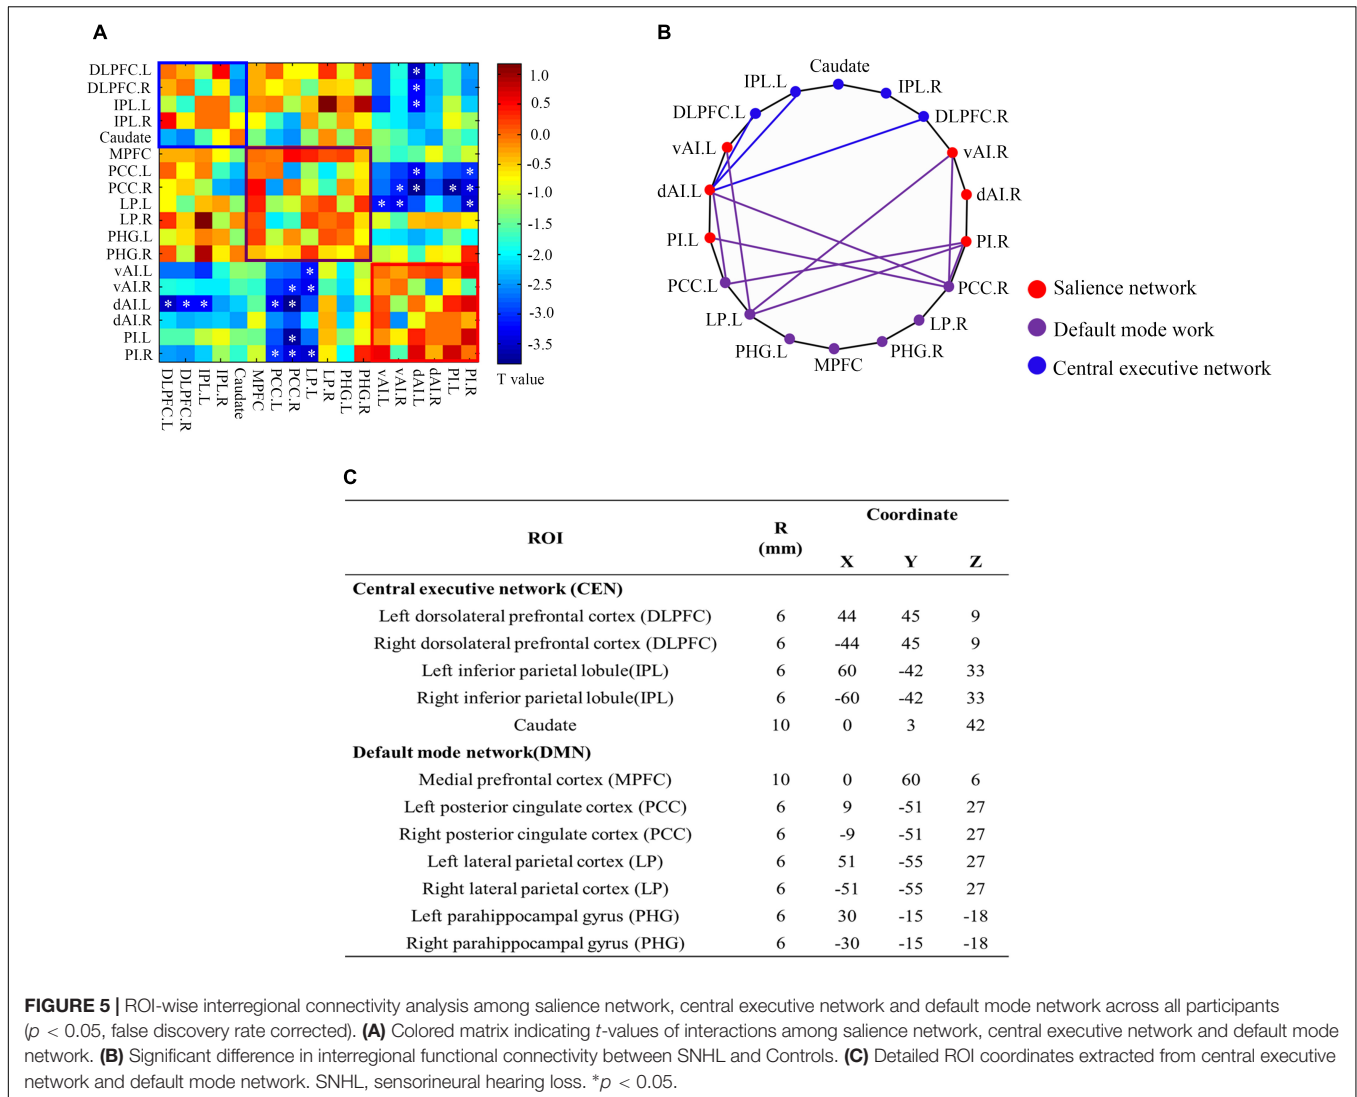 A
DLPFC.L
DLPFC.R
IPL.L
IPL.R
Caudate
MPFC
PCC.L
PCC.R
LP.L
LP.R
PHG.L
PHG.R
vAI.L
vAI.R
dAI.L
dAI.R
PI.L
PI.R
DLPFC.L
DLPFC.R
IPL.L
IPL.R
Caudate
MPFC
PCC.L
PCC.R
LP.L
LP.R
PHG.L
PHG.R
vAI.L
vAI.R
dAI.L
dAI.R
PI.L
PI.R
1.0
0.5
0.0
-0.5
-1.0
-1.5
-2.0
-2.5
-3.0
-3.5
T value
B
Caudate
IPL.L
IPL.R
DLPFC.L
DLPFC.R
vAI.L
vAI.R
dAI.L
dAI.R
PI.L
PI.R
PCC.L
PCC.R
LP.L
LP.R
PHG.L
PHG.R
MPFC
Salience network
Default mode work
Central executive network
C
ROI R (mm) Coordinate
X Y Z
Central executive network (CEN)
Left dorsolateral prefrontal cortex (DLPFC) 6 44 45 9
Right dorsolateral prefrontal cortex (DLPFC) 6 -44 45 9
Left inferior parietal lobule(IPL) 6 60 -42 33
Right inferior parietal lobule(IPL) 6 -60 -42 33
Caudate 10 0 3 42
Default mode network(DMN)
Medial prefrontal cortex (MPFC) 10 0 60 6
Left posterior cingulate cortex (PCC) 6 9 -51 27
Right posterior cingulate cortex (PCC) 6 -9 -51 27
Left lateral parietal cortex (LP) 6 51 -55 27
Right lateral parietal cortex (LP) 6 -51 -55 27
Left parahippocampal gyrus (PHG) 6 30 -15 -18
Right parahippocampal gyrus (PHG) 6 -30 -15 -18
FIGURE 5 | ROI-wise interregional connectivity analysis among salience network, central executive network and default mode network across all participants
(p < 0.05, false discovery rate corrected). (A) Colored matrix indicating t-values of interactions among salience network, central executive network and default mode
network. (B) Significant difference in interregional functional connectivity between SNHL and Controls. (C) Detailed ROI coordinates extracted from central executive
network and default mode network. SNHL, sensorineural hearing loss. *p < 0.05.